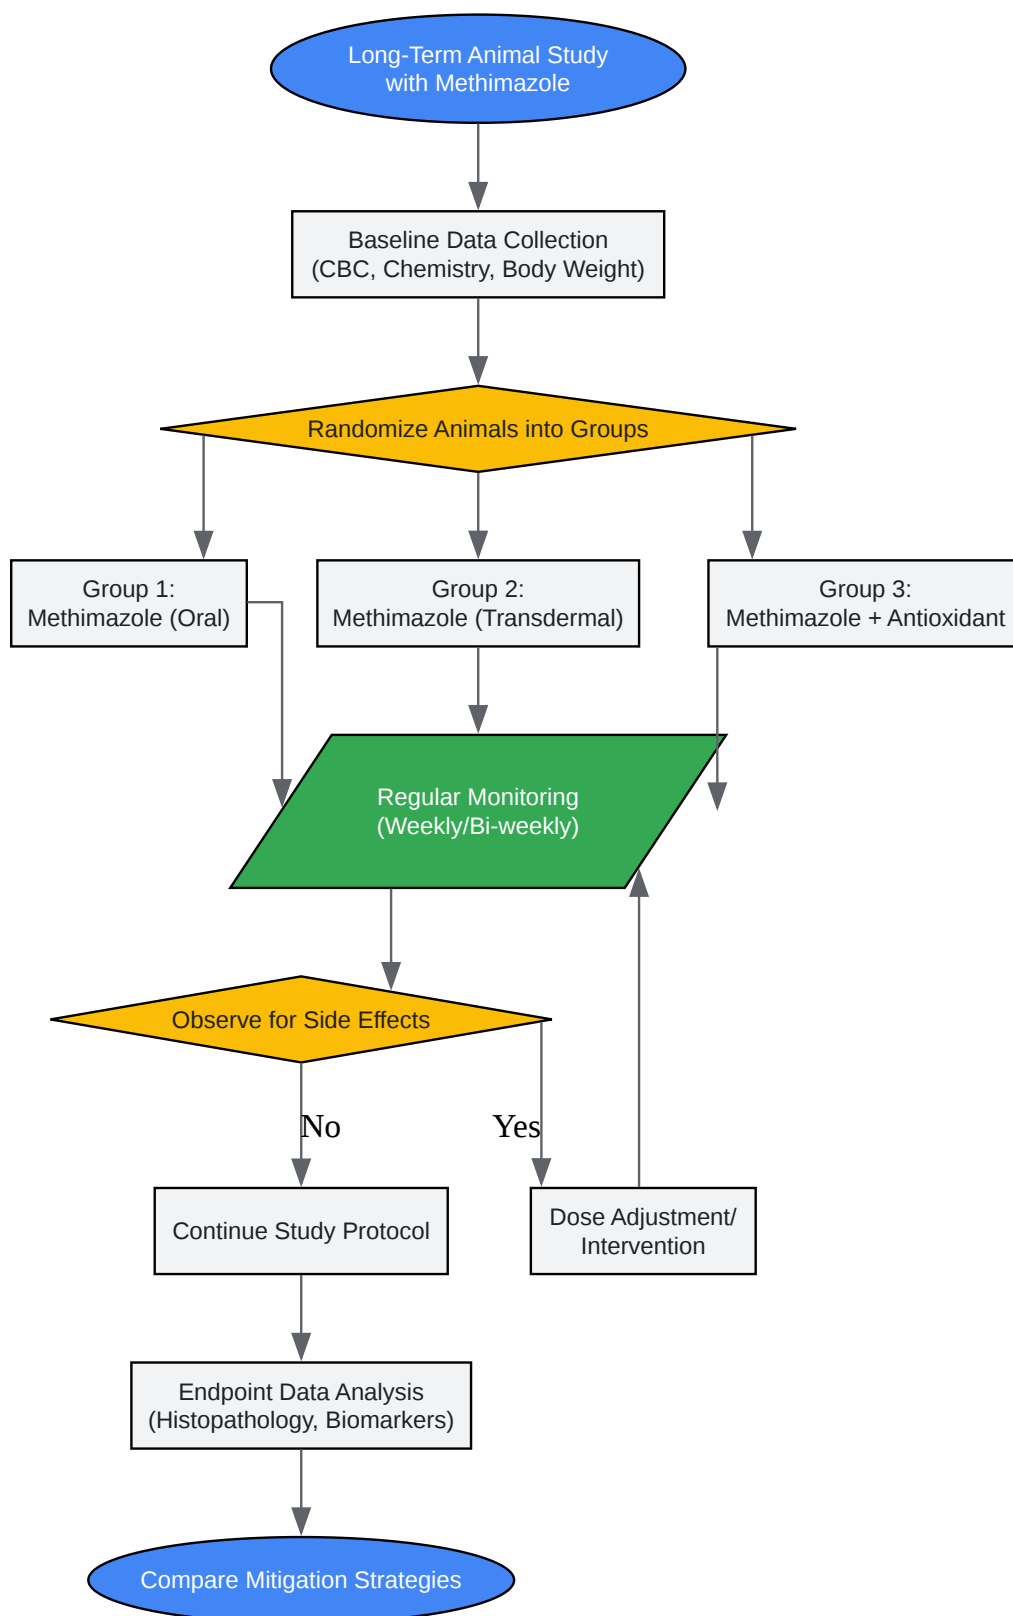 Long-Term Animal Study
with Methimazole
Baseline Data Collection
(CBC, Chemistry, Body Weight)
Randomize Animals into Groups
Group 1:
Methimazole (Oral)
Group 2:
Methimazole (Transdermal)
Group 3:
Methimazole + Antioxidant
Regular Monitoring
(Weekly/Bi-weekly)
Observe for Side Effects
No
Yes
Continue Study Protocol
Dose Adjustment/
Intervention
Endpoint Data Analysis
(Histopathology, Biomarkers)
Compare Mitigation Strategies